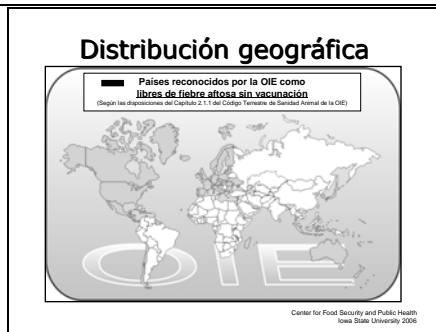 Distribución geográfica
Países reconocidos por la OIE como
libres de fiebre aftosa sin vacunación
(Según las disposiciones del Capítulo 2.1.1 del Código Terrestre de Sanidad Animal de la OIE)
OIE
Center for Food Security and Public Health
Iowa State University 2006